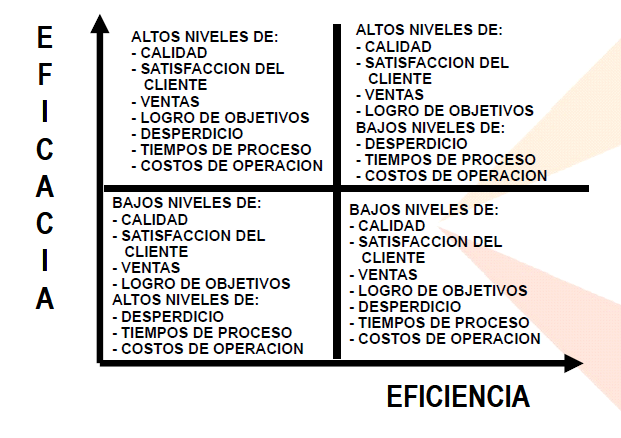 EFICACIA
ALTOS NIVELES DE:
- CALIDAD
- SATISFACCION DEL
CLIENTE
- VENTAS
- LOGRO DE OBJETIVOS
- DESPERDICIO
- TIEMPOS DE PROCESO
- COSTOS DE OPERACION
ALTOS NIVELES DE:
- CALIDAD
- SATISFACCION DEL
CLIENTE
- VENTAS
- LOGRO DE OBJETIVOS
BAJOS NIVELES DE:
- DESPERDICIO
- TIEMPOS DE PROCESO
- COSTOS DE OPERACION
BAJOS NIVELES DE:
- CALIDAD
- SATISFACCION DEL
CLIENTE
- VENTAS
- LOGRO DE OBJETIVOS
ALTOS NIVELES DE:
- DESPERDICIO
- TIEMPOS DE PROCESO
- COSTOS DE OPERACION
BAJOS NIVELES DE:
- CALIDAD
- SATISFACCION DEL
CLIENTE
- VENTAS
- LOGRO DE OBJETIVOS
- DESPERDICIO
- TIEMPOS DE PROCESO
- COSTOS DE OPERACION
EFICIENCIA